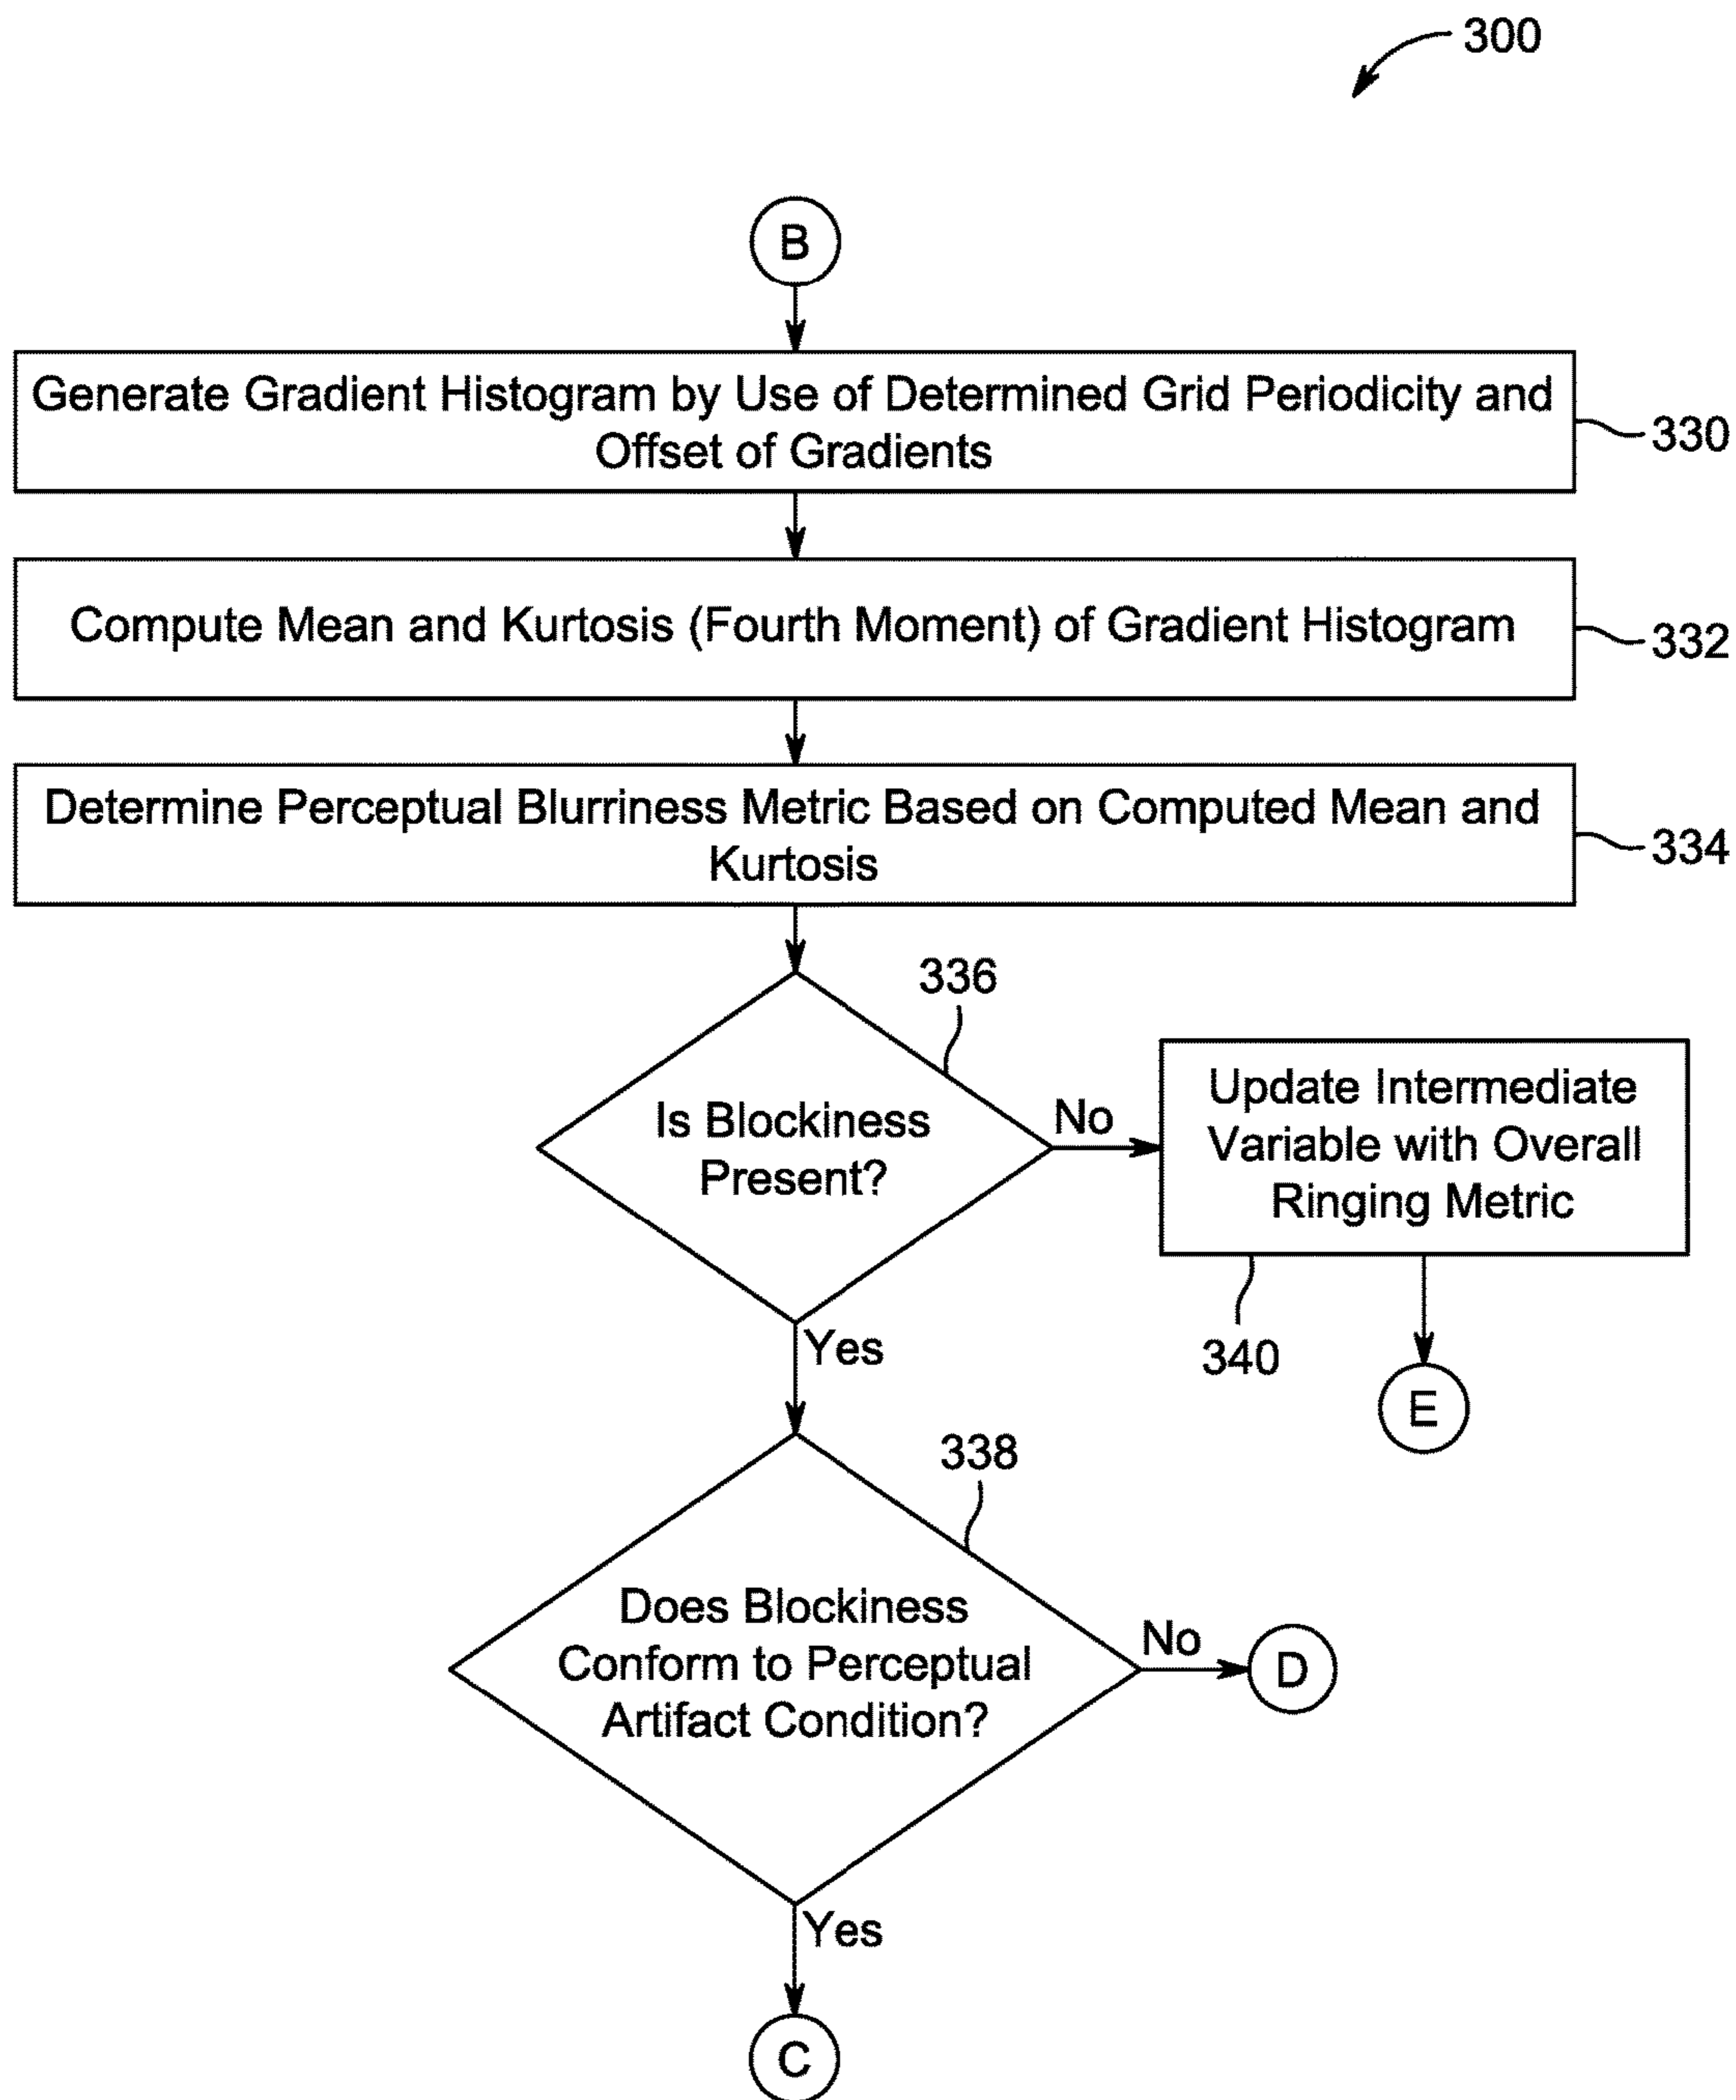 300
B
Generate Gradient Histogram by Use of Determined Grid Periodicity and
Offset of Gradients
330
Compute Mean and Kurtosis (Fourth Moment) of Gradient Histogram
332
Determine Perceptual Blurriness Metric Based on Computed Mean and
Kurtosis
334
336
Is Blockiness
Present?
No
Update Intermediate
Variable with Overall
Ringing Metric
340
E
Yes
338
Does Blockiness
Conform to Perceptual
Artifact Condition?
No
D
Yes
C